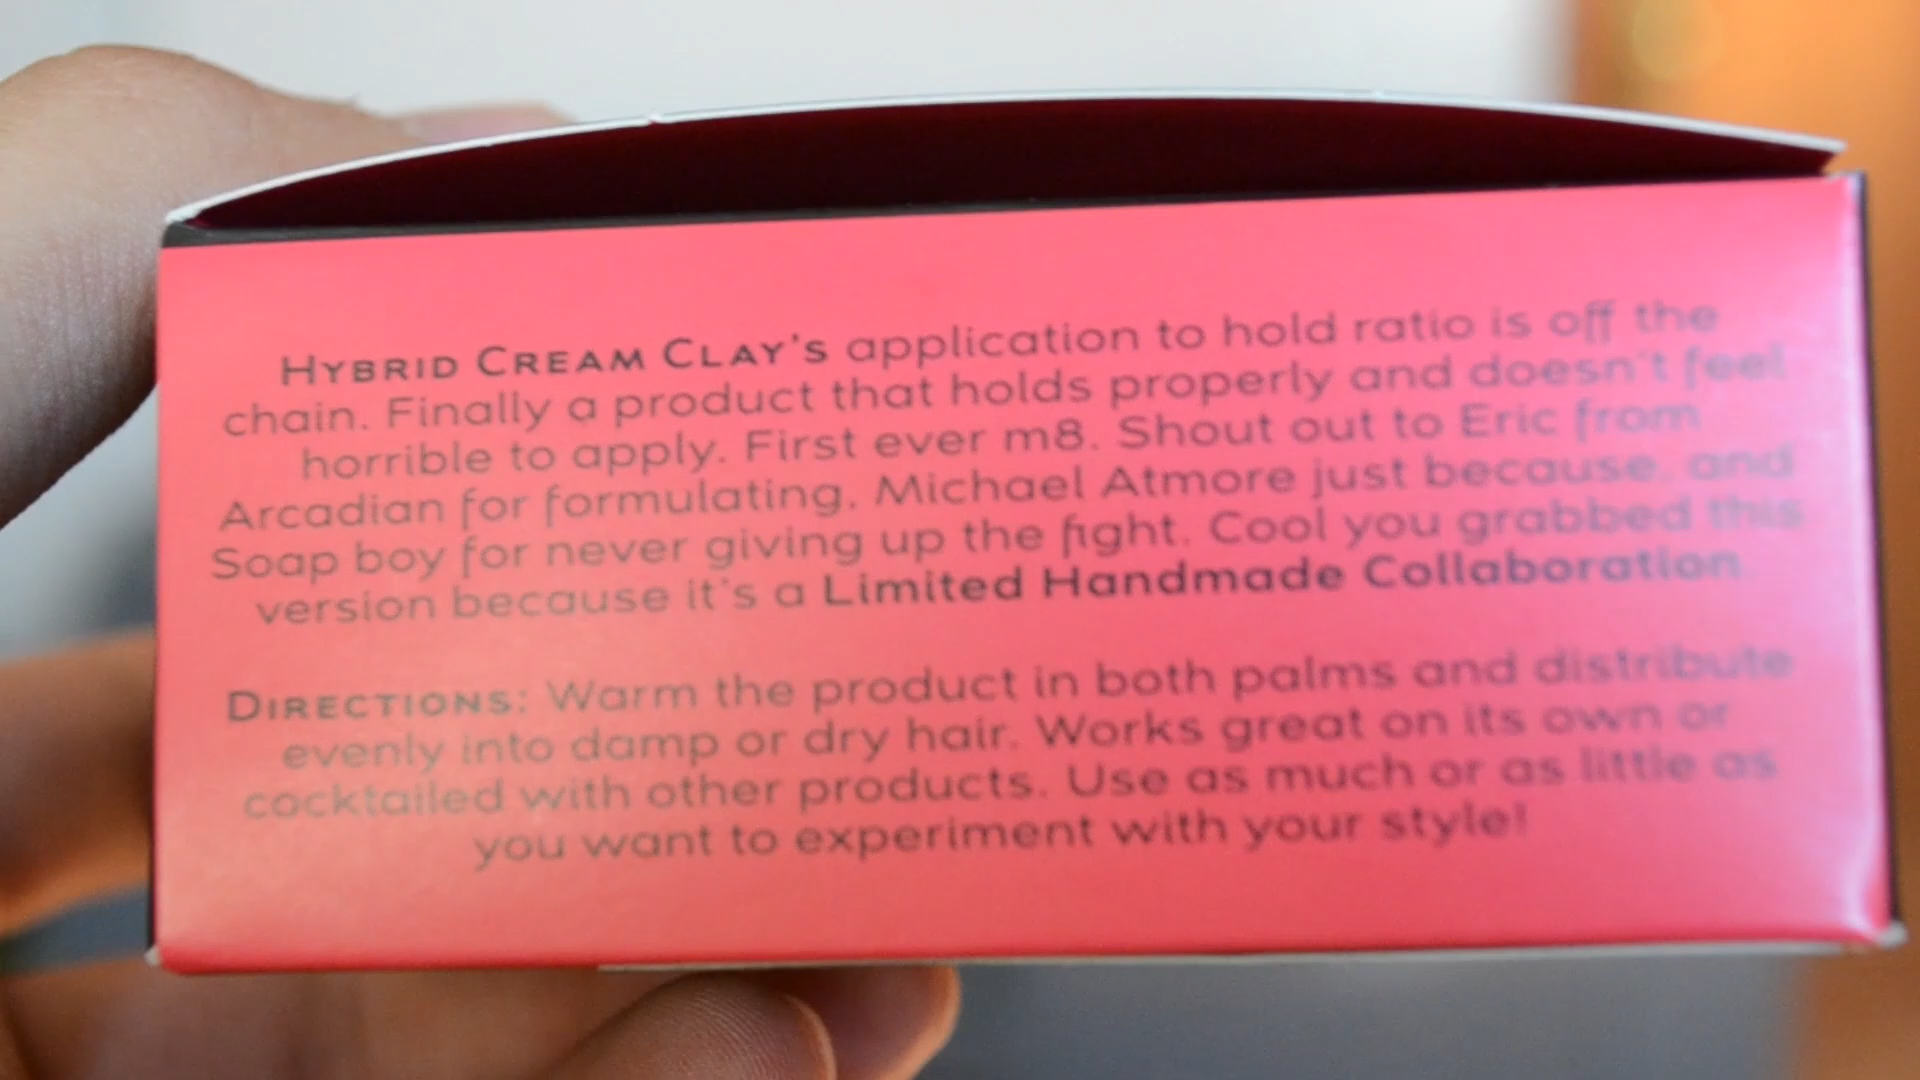 HYBRID CREAM CLAY'S application to hold ratio is off the
chain. Finally a product that holds properly and doesn't feel
horrible to apply. First ever m8. Shout out to Eric from
Arcadian for formulating, Michael Atmore just because, and
Soap boy for never giving up the fight. Cool you grabbed this
version because it's a Limited Handmade Collaboration
DIRECTIONS: Warm the product in both palms and distribute
evenly into damp or dry hair. Works great on its own or
cocktailed with other products. Use as much or as little as
you want to experiment with your style!